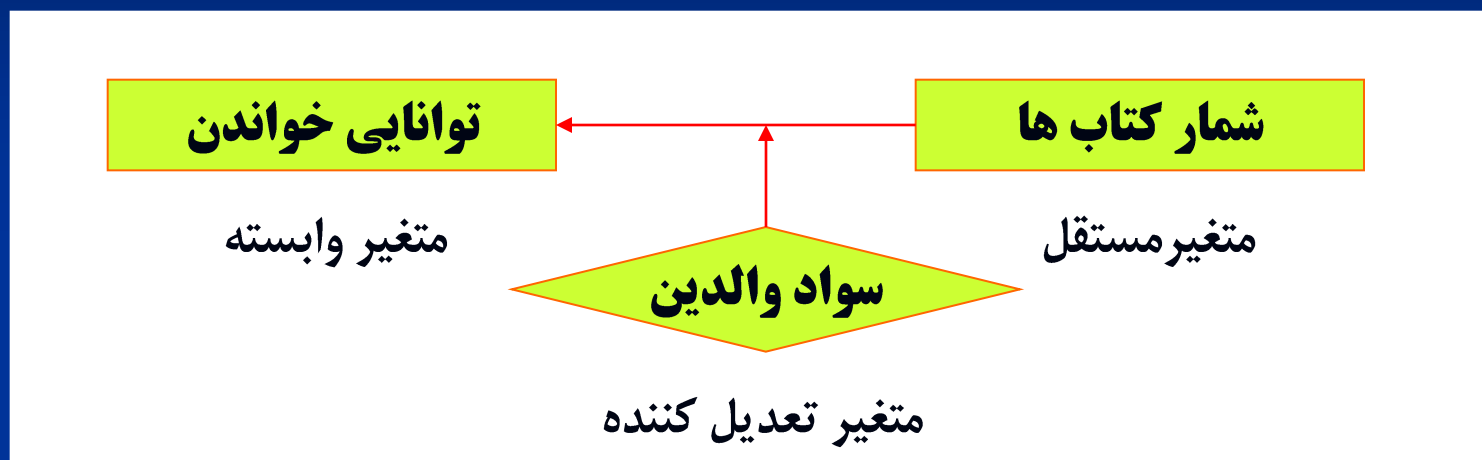 شمار کتاب ها
توانایی خواندن
متغیرمستقل
متغیر وابسته
سواد والدین
متغیر تعدیل کننده